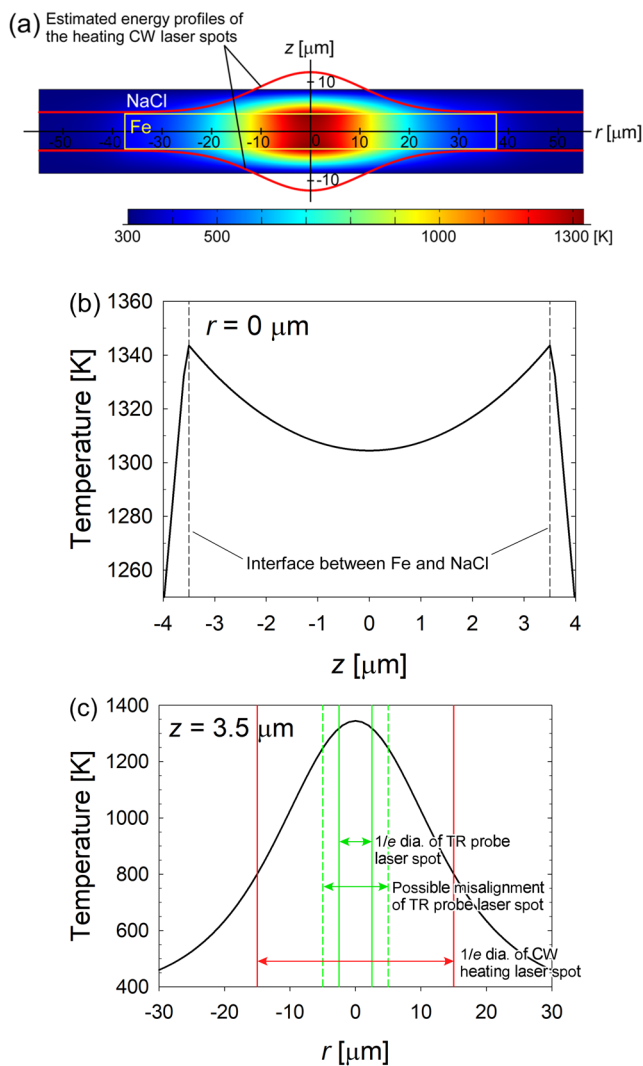 (a)
Estimated energy profiles of
the heating CW laser spots
z [μm]
10
NaCl
Fe
r [μm]
-50 -30 -20 -10 0 10 20 30 40 50
-10
300 500 1000 1300 [K]
(b)
1360
1340
1320
1300
1280
1260
Temperature [K]
r = 0 μm
Interface between Fe and NaCl
-4 -3 -2 -1 0 1 2 3 4
z [μm]
(c)
1400
1200
1000
800
600
400
Temperature [K]
z = 3.5 μm
1/e dia. of TR probe
laser spot
Possible misalignment
of TR probe laser spot
1/e dia. of CW
heating laser spot
-30 -20 -10 0 10 20 30
r [μm]